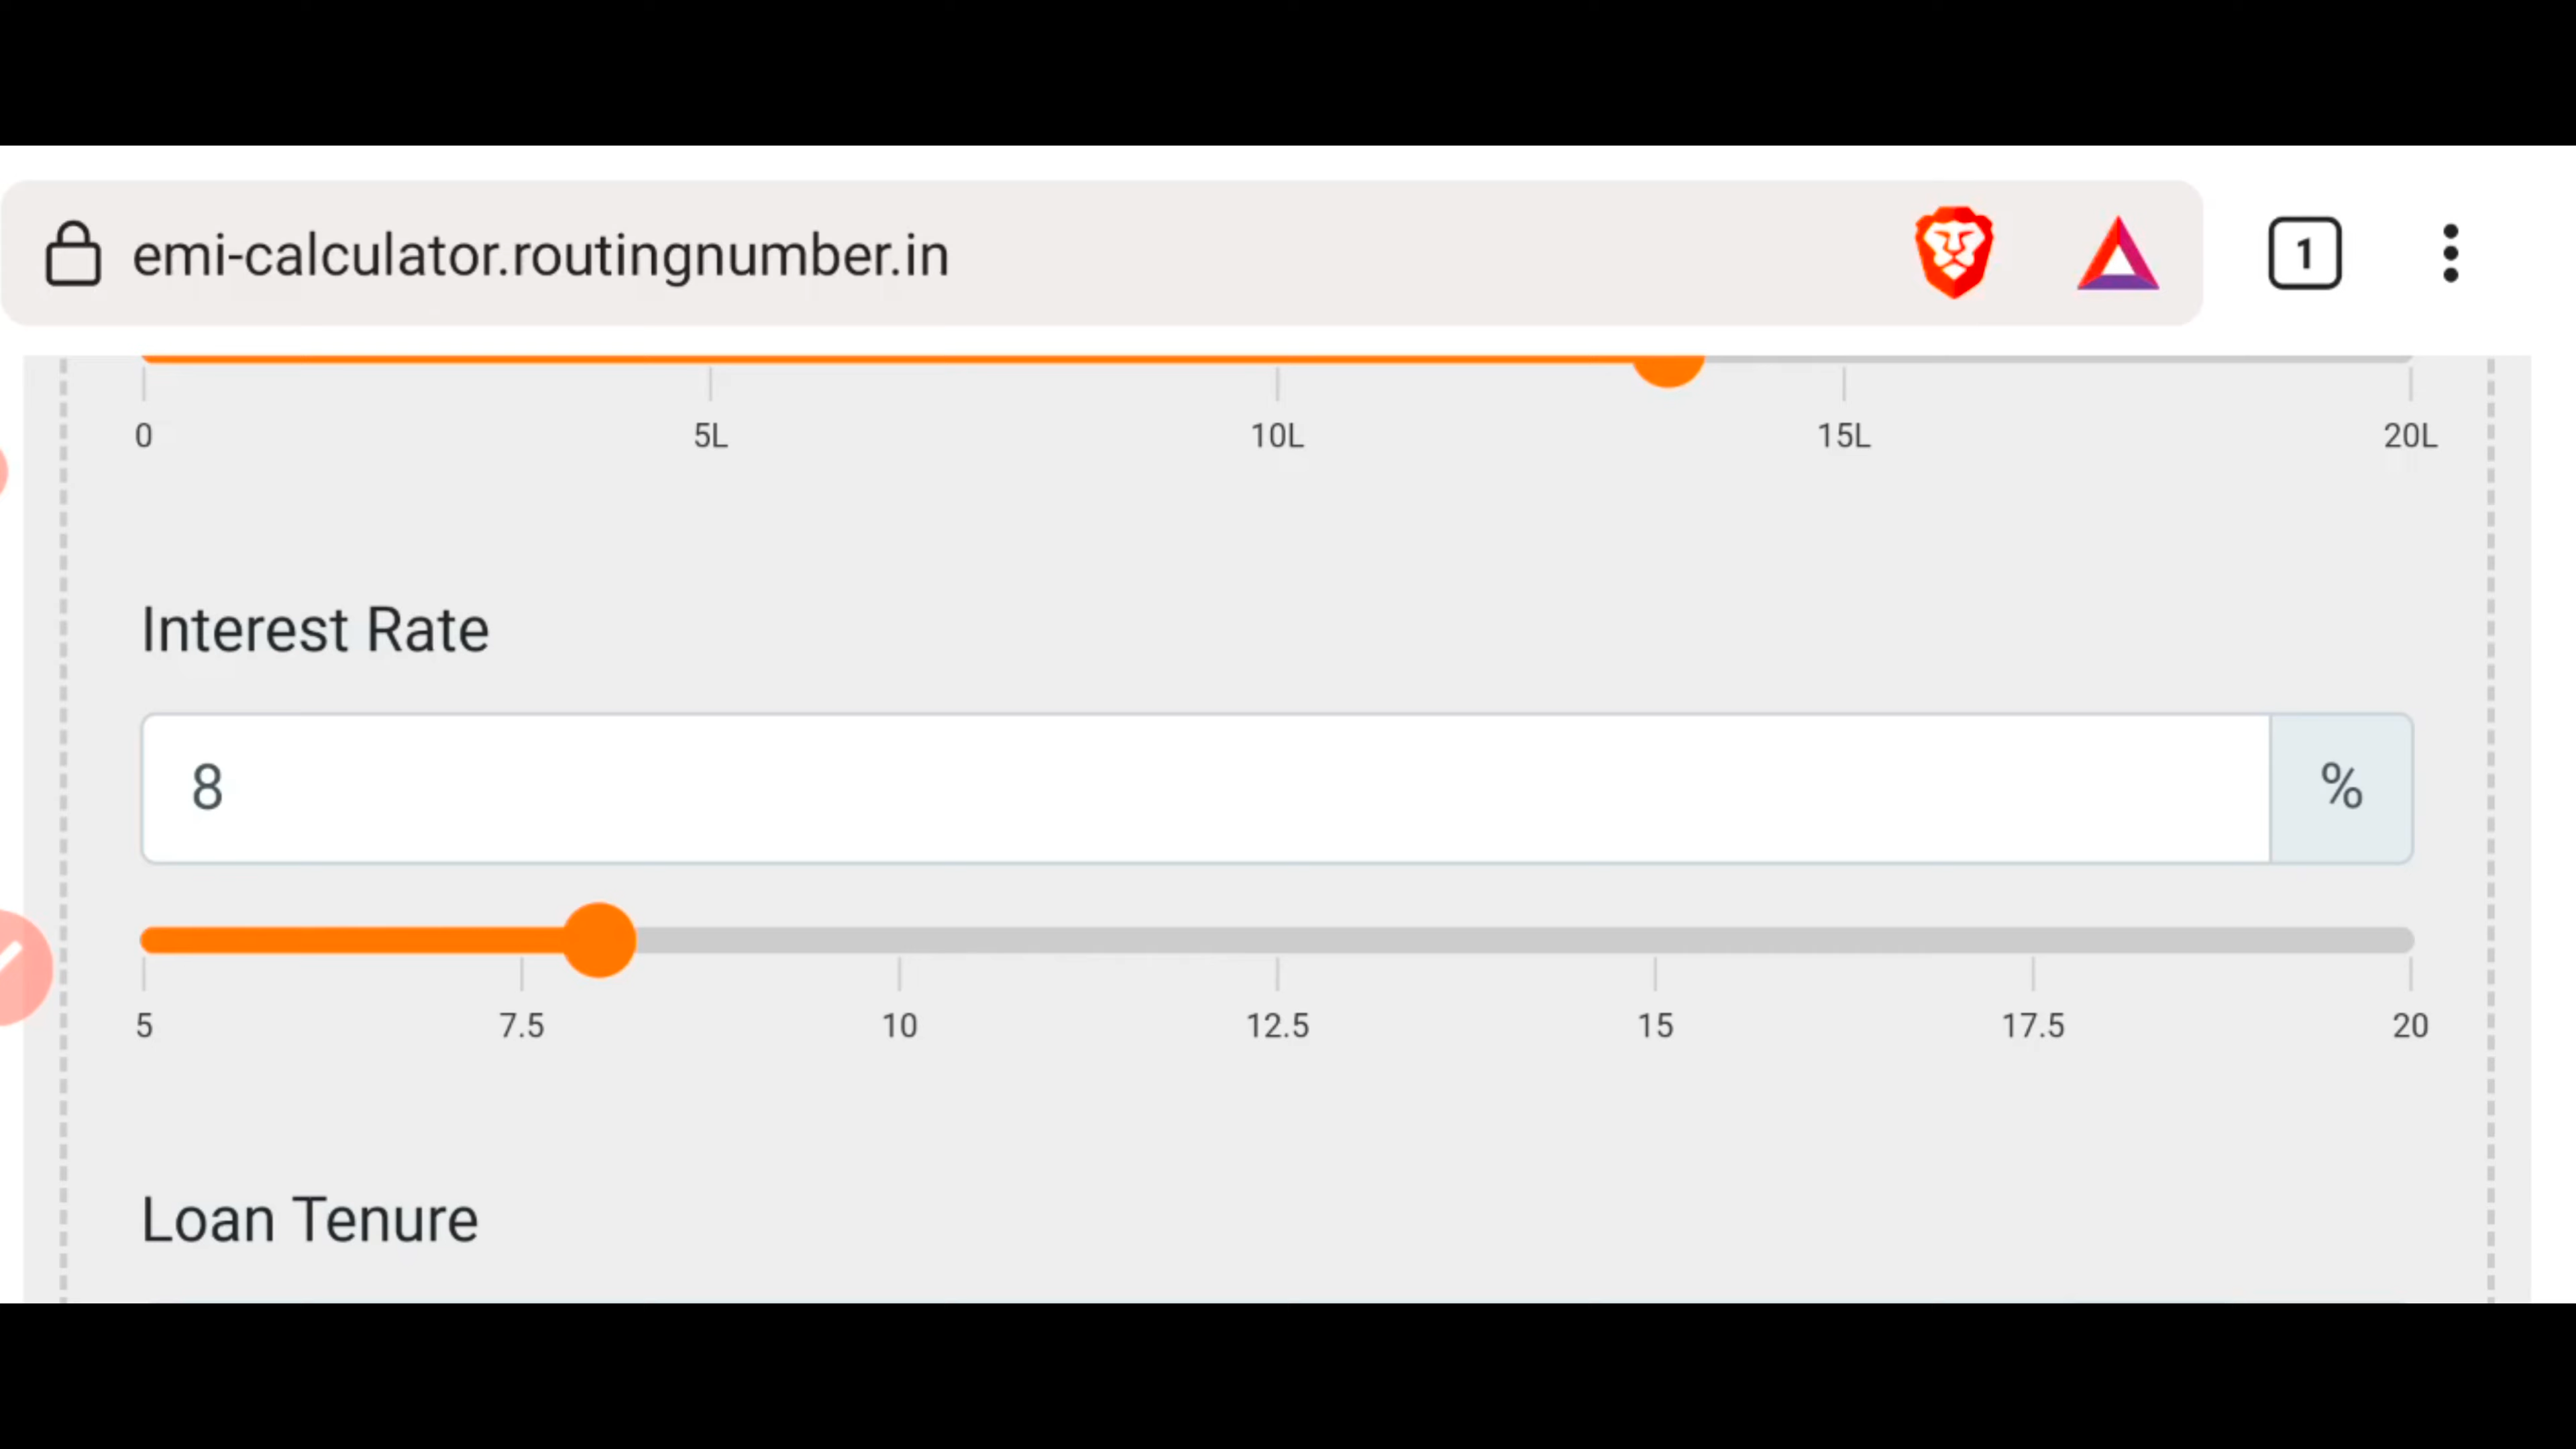 emi-calculator.routingnumber.in 1
0 5L 10L 15L 20L
Interest Rate
8 %
5 7.5 10 12.5 15 17.5 20
Loan Tenure